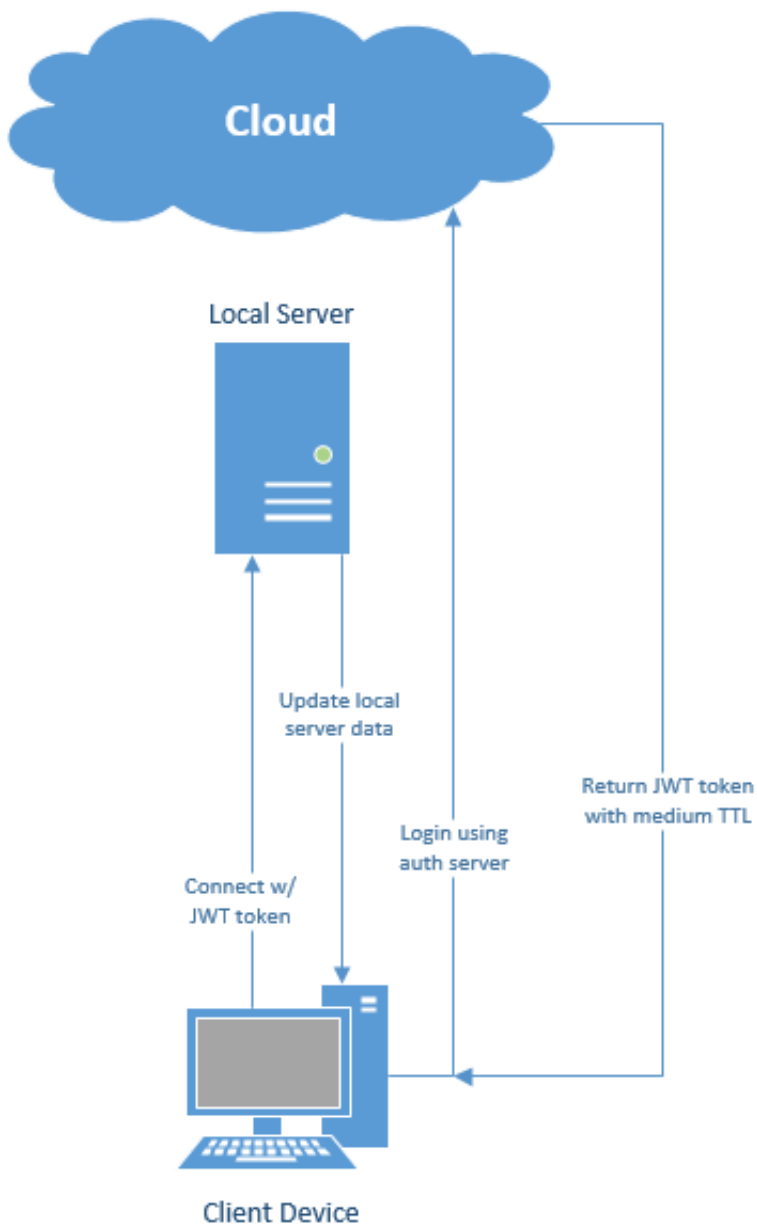 Cloud
Local Server
Update local
server data
Return JWT token
with medium TTL
Login using
auth server
Connect w/
JWT token
Client Device